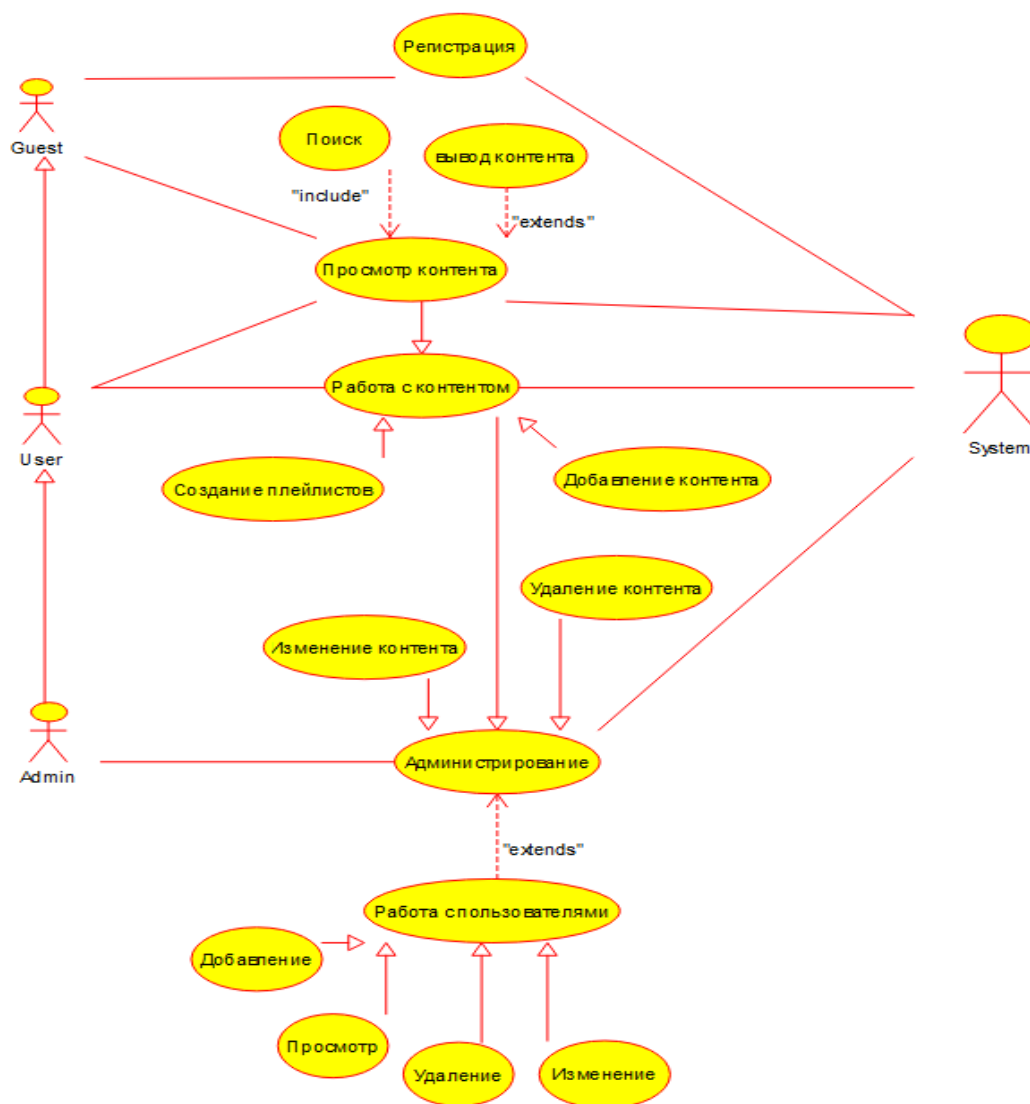 Регистрация
Guest
Поиск
вывод контента
"include"
"extends"
Просмотр контента
Работа с контентом
User
System
Создание плейлистов
Добавление контента
Удаление контента
Изменение контента
Admin
Администрирование
"extends"
Работа с пользователями
Добавление
Просмотр
Удаление
Изменение